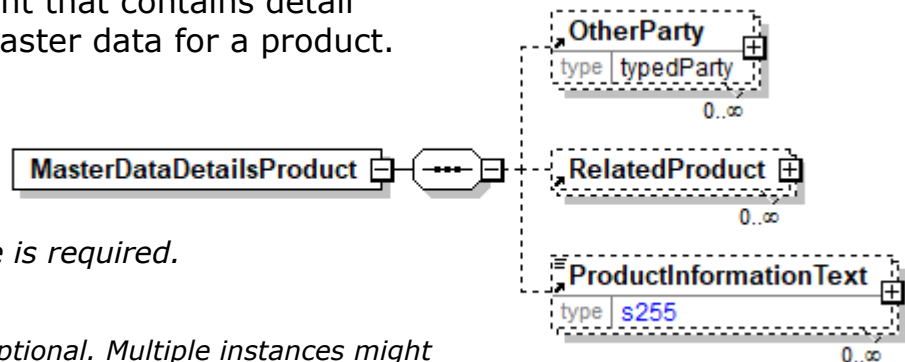 nt that contains detail
aster data for a product.
OtherParty
type typedParty
0..∞
MasterDataDetailsProduct
RelatedProduct
0..∞
e is required.
ProductInformationText
type s255
0..∞
ptional. Multiple instances might